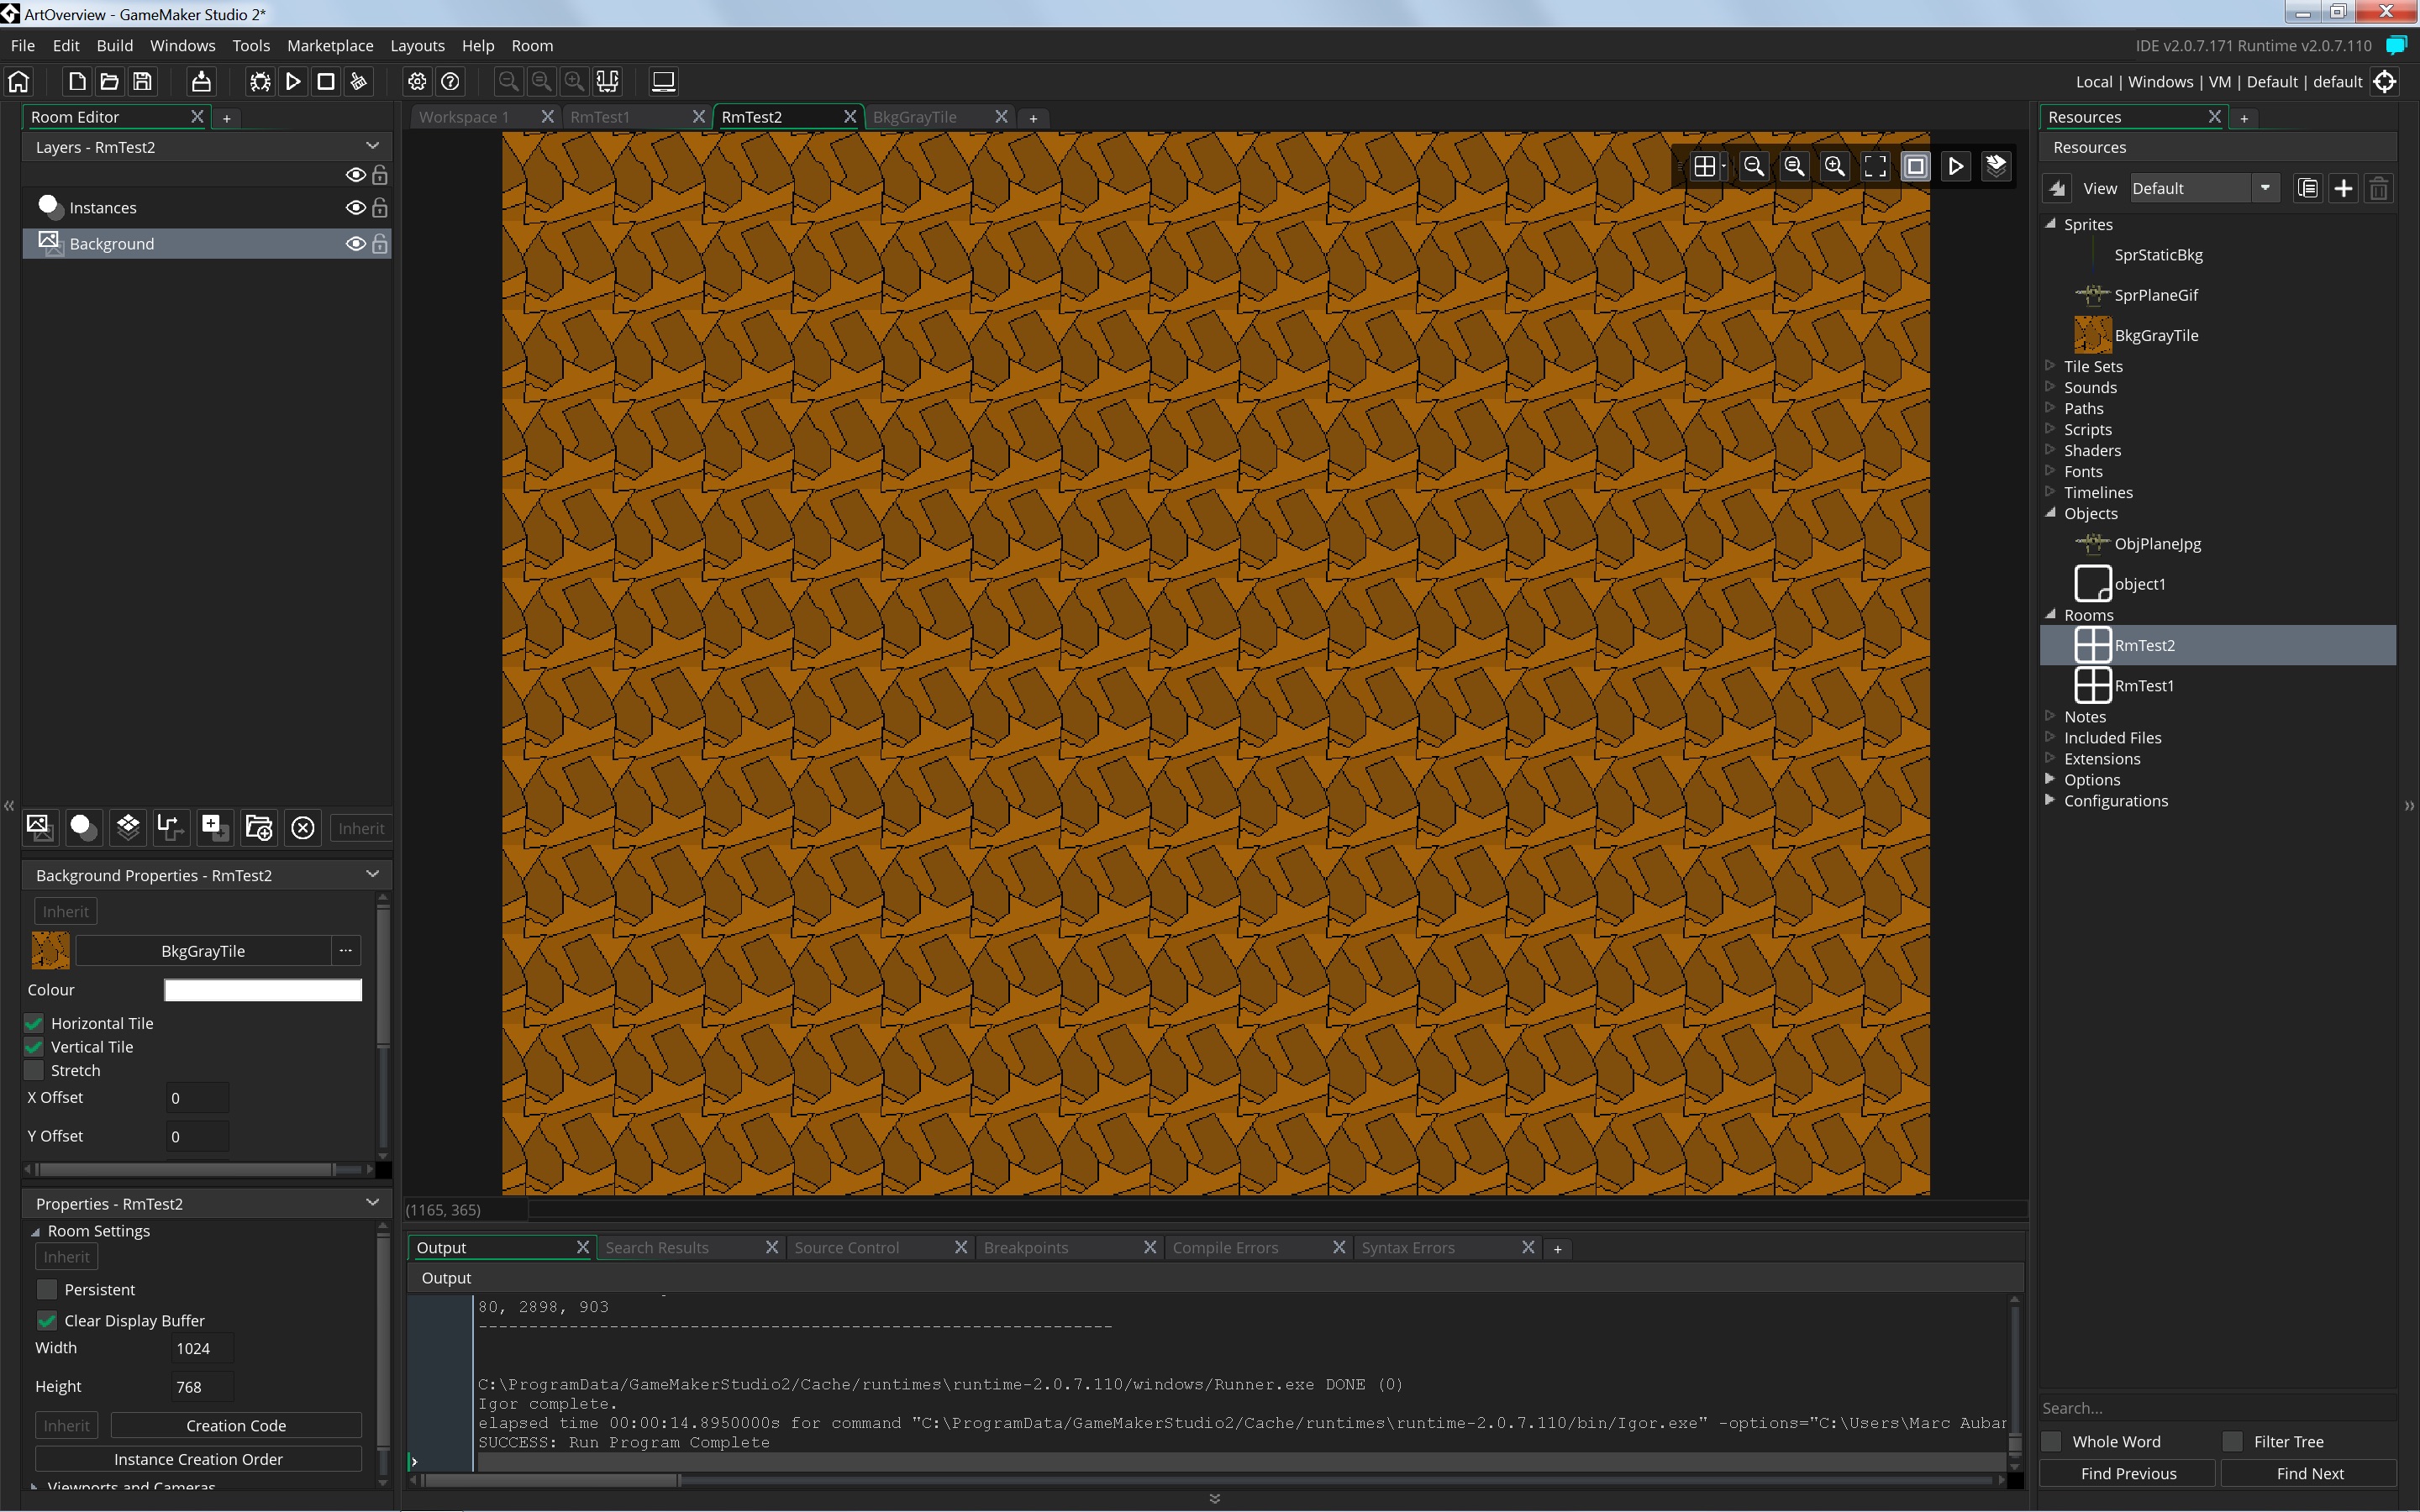 ArtOverview - GameMaker Studio 2*
File Edit Build Windows Tools Marketplace Layouts Help Room
IDE v2.0.7.171 Runtime v2.0.7.110
Local | Windows | VM | Default | default
Room Editor
Layers - RmTest2
Instances
Background
Inherit
Background Properties - RmTest2
Inherit
BkgGrayTile
...
Colour
Horizontal Tile
Vertical Tile
Stretch
X Offset 0
Y Offset 0
Properties - RmTest2
Room Settings
Inherit
Persistent
Clear Display Buffer
Width 1024
Height 768
Inherit Creation Code
Instance Creation Order
Viewports and Cameras
Workspace 1 RmTest1 RmTest2 BkgGrayTile
(1165, 365)
Output Search Results Source Control Breakpoints Compile Errors Syntax Errors
Output
80, 2898, 903
---------------------------------------------------------------
C:\ProgramData/GameMakerStudio2/Cache/runtimes\runtime-2.0.7.110/windows/Runner.exe DONE (0)
Igor complete.
elapsed time 00:00:14.8950000s for command "C:\ProgramData/GameMakerStudio2/Cache/runtimes\runtime-2.0.7.110/bin/Igor.exe" -options="C:\Users\Marc Aubar
SUCCESS: Run Program Complete
Resources
Resources
View Default
Sprites
SprStaticBkg
SprPlaneGif
BkgGrayTile
Tile Sets
Sounds
Paths
Scripts
Shaders
Fonts
Timelines
Objects
ObjPlaneJpg
object1
Rooms
RmTest2
RmTest1
Notes
Included Files
Extensions
Options
Configurations
Search...
Whole Word Filter Tree
Find Previous Find Next